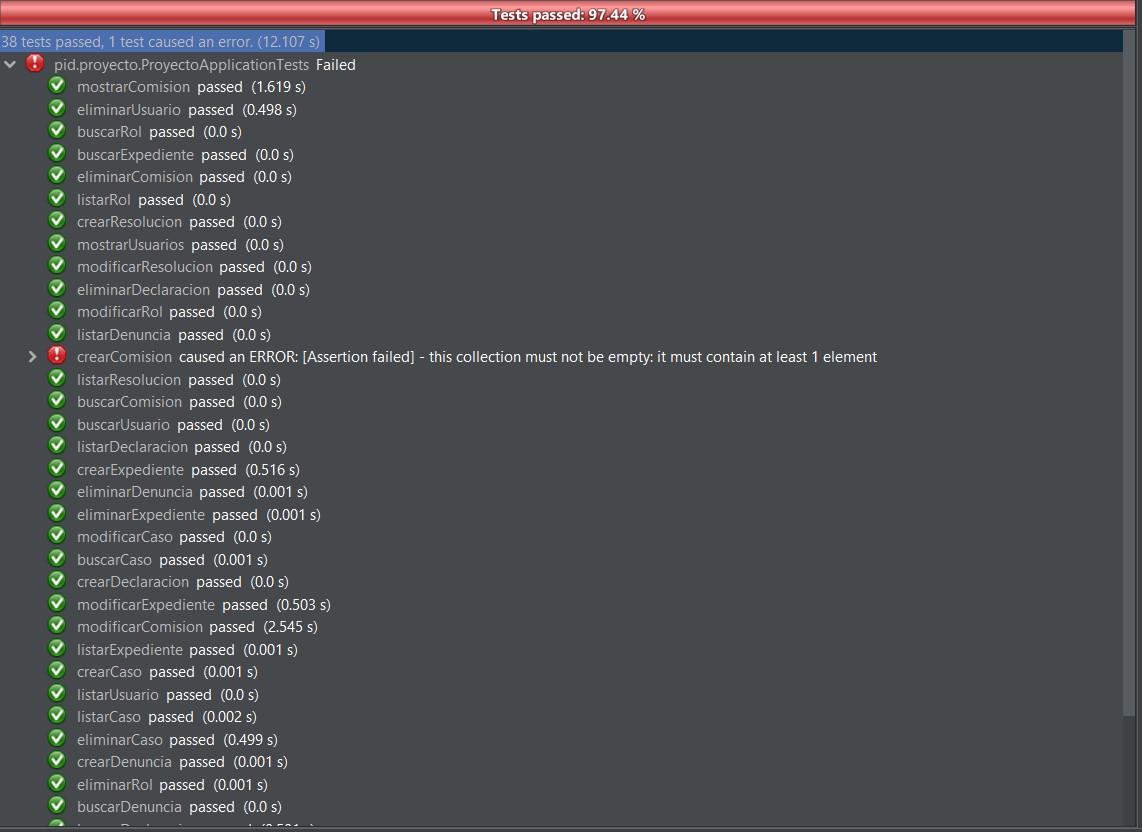 Tests passed: 97.44 %
38 tests passed, 1 test caused an error. (12.107 s)
pid.proyecto.ProyectoApplicationTests Failed
mostrarComision passed (1.619 s)
eliminarUsuario passed (0.498 s)
buscarRol passed (0.0 s)
buscarExpediente passed (0.0 s)
eliminarComision passed (0.0 s)
listarRol passed (0.0 s)
crearResolucion passed (0.0 s)
mostrarUsuarios passed (0.0 s)
modificarResolucion passed (0.0 s)
eliminarDeclaracion passed (0.0 s)
modificarRol passed (0.0 s)
listarDenuncia passed (0.0 s)
crearComision caused an ERROR: [Assertion failed] - this collection must not be empty: it must contain at least 1 element
listarResolucion passed (0.0 s)
buscarComision passed (0.0 s)
buscarUsuario passed (0.0 s)
listarDeclaracion passed (0.0 s)
crearExpediente passed (0.516 s)
eliminarDenuncia passed (0.001 s)
eliminarExpediente passed (0.001 s)
modificarCaso passed (0.0 s)
buscarCaso passed (0.001 s)
crearDeclaracion passed (0.0 s)
modificarExpediente passed (0.503 s)
modificarComision passed (2.545 s)
listarExpediente passed (0.001 s)
crearCaso passed (0.001 s)
listarUsuario passed (0.0 s)
listarCaso passed (0.002 s)
eliminarCaso passed (0.499 s)
crearDenuncia passed (0.001 s)
eliminarRol passed (0.001 s)
buscarDenuncia passed (0.0 s)